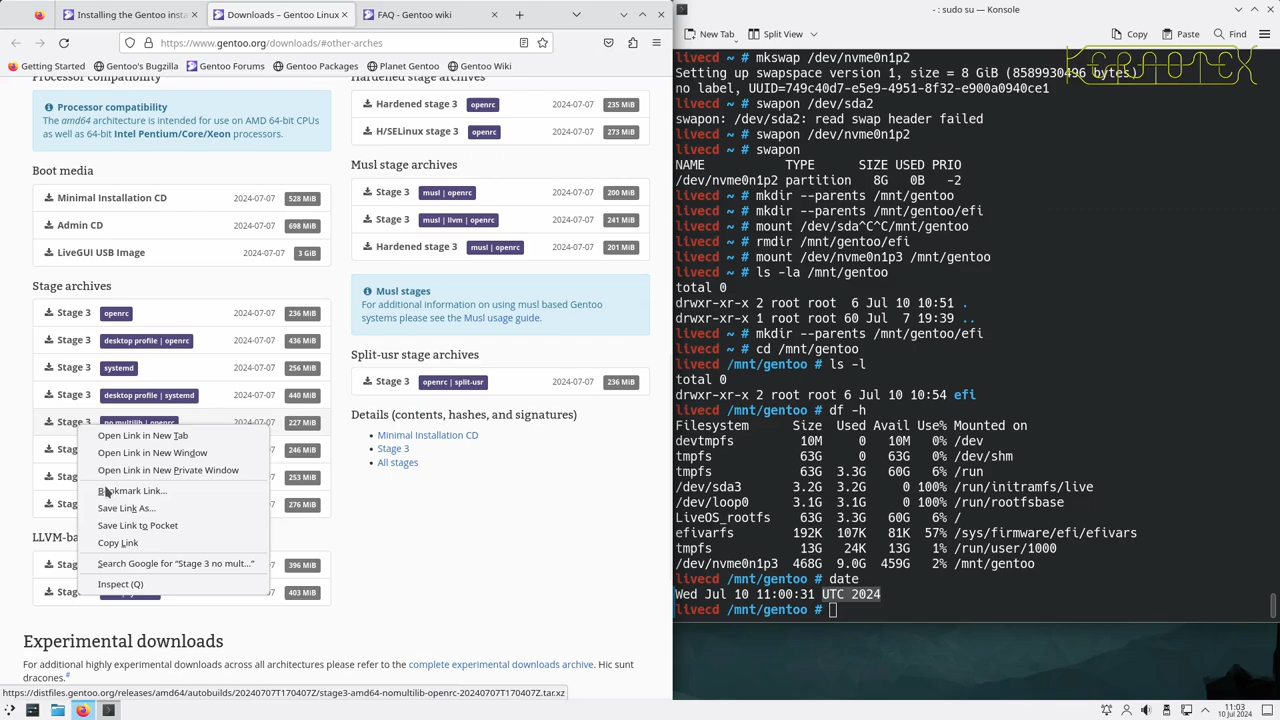 Installing the Gentoo insta
Downloads – Gentoo Linux
FAQ - Gentoo wiki
https://www.gentoo.org/downloads/#other-arches
Getting Started
Gentoo's Bugzilla
Gentoo Forums
Gentoo Packages
Planet Gentoo
Gentoo Wiki
Processor compatibility
Processor compatibility
The amd64 architecture is intended for use on AMD 64-bit CPUs
as well as 64-bit Intel Pentium/Core/Xeon processors.
Boot media
Minimal Installation CD 2024-07-07 528 MiB
Admin CD 2024-07-07 698 MiB
LiveGUI USB Image 2024-07-07 3 GiB
Stage archives
Stage 3 openrc 2024-07-07 236 MiB
Stage 3 desktop profile | openrc 2024-07-07 436 MiB
Stage 3 systemd 2024-07-07 256 MiB
Stage 3 desktop profile | systemd 2024-07-07 440 MiB
Stage 3 no multilib | openrc 2024-07-07 227 MiB
Stag 246 MiB
Stag 253 MiB
Stag 276 MiB
LLVM-ba
Stag 396 MiB
Stag 403 MiB
Open Link in New Tab
Open Link in New Window
Open Link in New Private Window
Bookmark Link...
Save Link As...
Save Link to Pocket
Copy Link
Search Google for “Stage 3 no mult...”
Inspect (Q)
Hardened stage archives
Hardened stage 3 openrc 2024-07-07 235 MiB
H/SELinux stage 3 openrc 2024-07-07 273 MiB
Musl stage archives
Stage 3 musl | openrc 2024-07-07 200 MiB
Stage 3 musl | llvm | openrc 2024-07-07 241 MiB
Hardened stage 3 musl | openrc 2024-07-07 201 MiB
Musl stages
For additional information on using musl based Gentoo
systems please see the Musl usage guide.
Split-usr stage archives
Stage 3 openrc | split-usr 2024-07-07 236 MiB
Details (contents, hashes, and signatures)
• Minimal Installation CD
• Stage 3
• All stages
Experimental downloads
For additional highly experimental downloads across all architectures please refer to the complete experimental downloads archive. Hic sunt
dracones.#
https://distfiles.gentoo.org/releases/amd64/autobuilds/20240707T170407Z/stage3-amd64-nomultilib-openrc-20240707T170407Z.tar.xz
- : sudo su — Konsole
New Tab
Split View
Copy
Paste
Find
livecd ~ # mkswap /dev/nvme0n1p2
Setting up swapspace version 1, size = 8 GiB (8589930496 bytes)
no label, UUID=749c40d7-e5e9-4951-8f32-e900a0940ce1
livecd ~ # swapon /dev/sda2
swapon: /dev/sda2: read swap header failed
livecd ~ # swapon /dev/nvme0n1p2
livecd ~ # swapon
NAME TYPE SIZE USED PRIO
/dev/nvme0n1p2 partition 8G 0B -2
livecd ~ # mkdir --parents /mnt/gentoo
livecd ~ # mkdir --parents /mnt/gentoo/efi
livecd ~ # mount /dev/sda^C^C/mnt/gentoo
livecd ~ # rmdir /mnt/gentoo/efi
livecd ~ # mount /dev/nvme0n1p3 /mnt/gentoo
livecd ~ # ls -la /mnt/gentoo
total 0
drwxr-xr-x 2 root root 6 Jul 10 10:51 .
drwxr-xr-x 1 root root 60 Jul 7 19:39 ..
livecd ~ # mkdir --parents /mnt/gentoo/efi
livecd ~ # cd /mnt/gentoo
livecd /mnt/gentoo # ls -l
total 0
drwxr-xr-x 2 root root 6 Jul 10 10:54 efi
livecd /mnt/gentoo # df -h
Filesystem Size Used Avail Use% Mounted on
devtmpfs 10M 0 10M 0% /dev
tmpfs 63G 0 63G 0% /dev/shm
tmpfs 63G 3.3G 60G 6% /run
/dev/sda3 3.4G 3.4G 0 100% /run/initramfs/live
/dev/loop0 3.1G 3.1G 0 100% /run/rootfsbase
LiveOS_rootfs 63G 3.3G 60G 6% /
efivarfs 192K 107K 81K 57% /sys/firmware/efi/efivars
tmpfs 13G 24K 13G 1% /run/user/1000
/dev/nvme0n1p3 468G 9.0G 459G 2% /mnt/gentoo
livecd /mnt/gentoo # date
Wed Jul 10 11:00:31 UTC 2024
livecd /mnt/gentoo #
11:03
10 Jul 2024